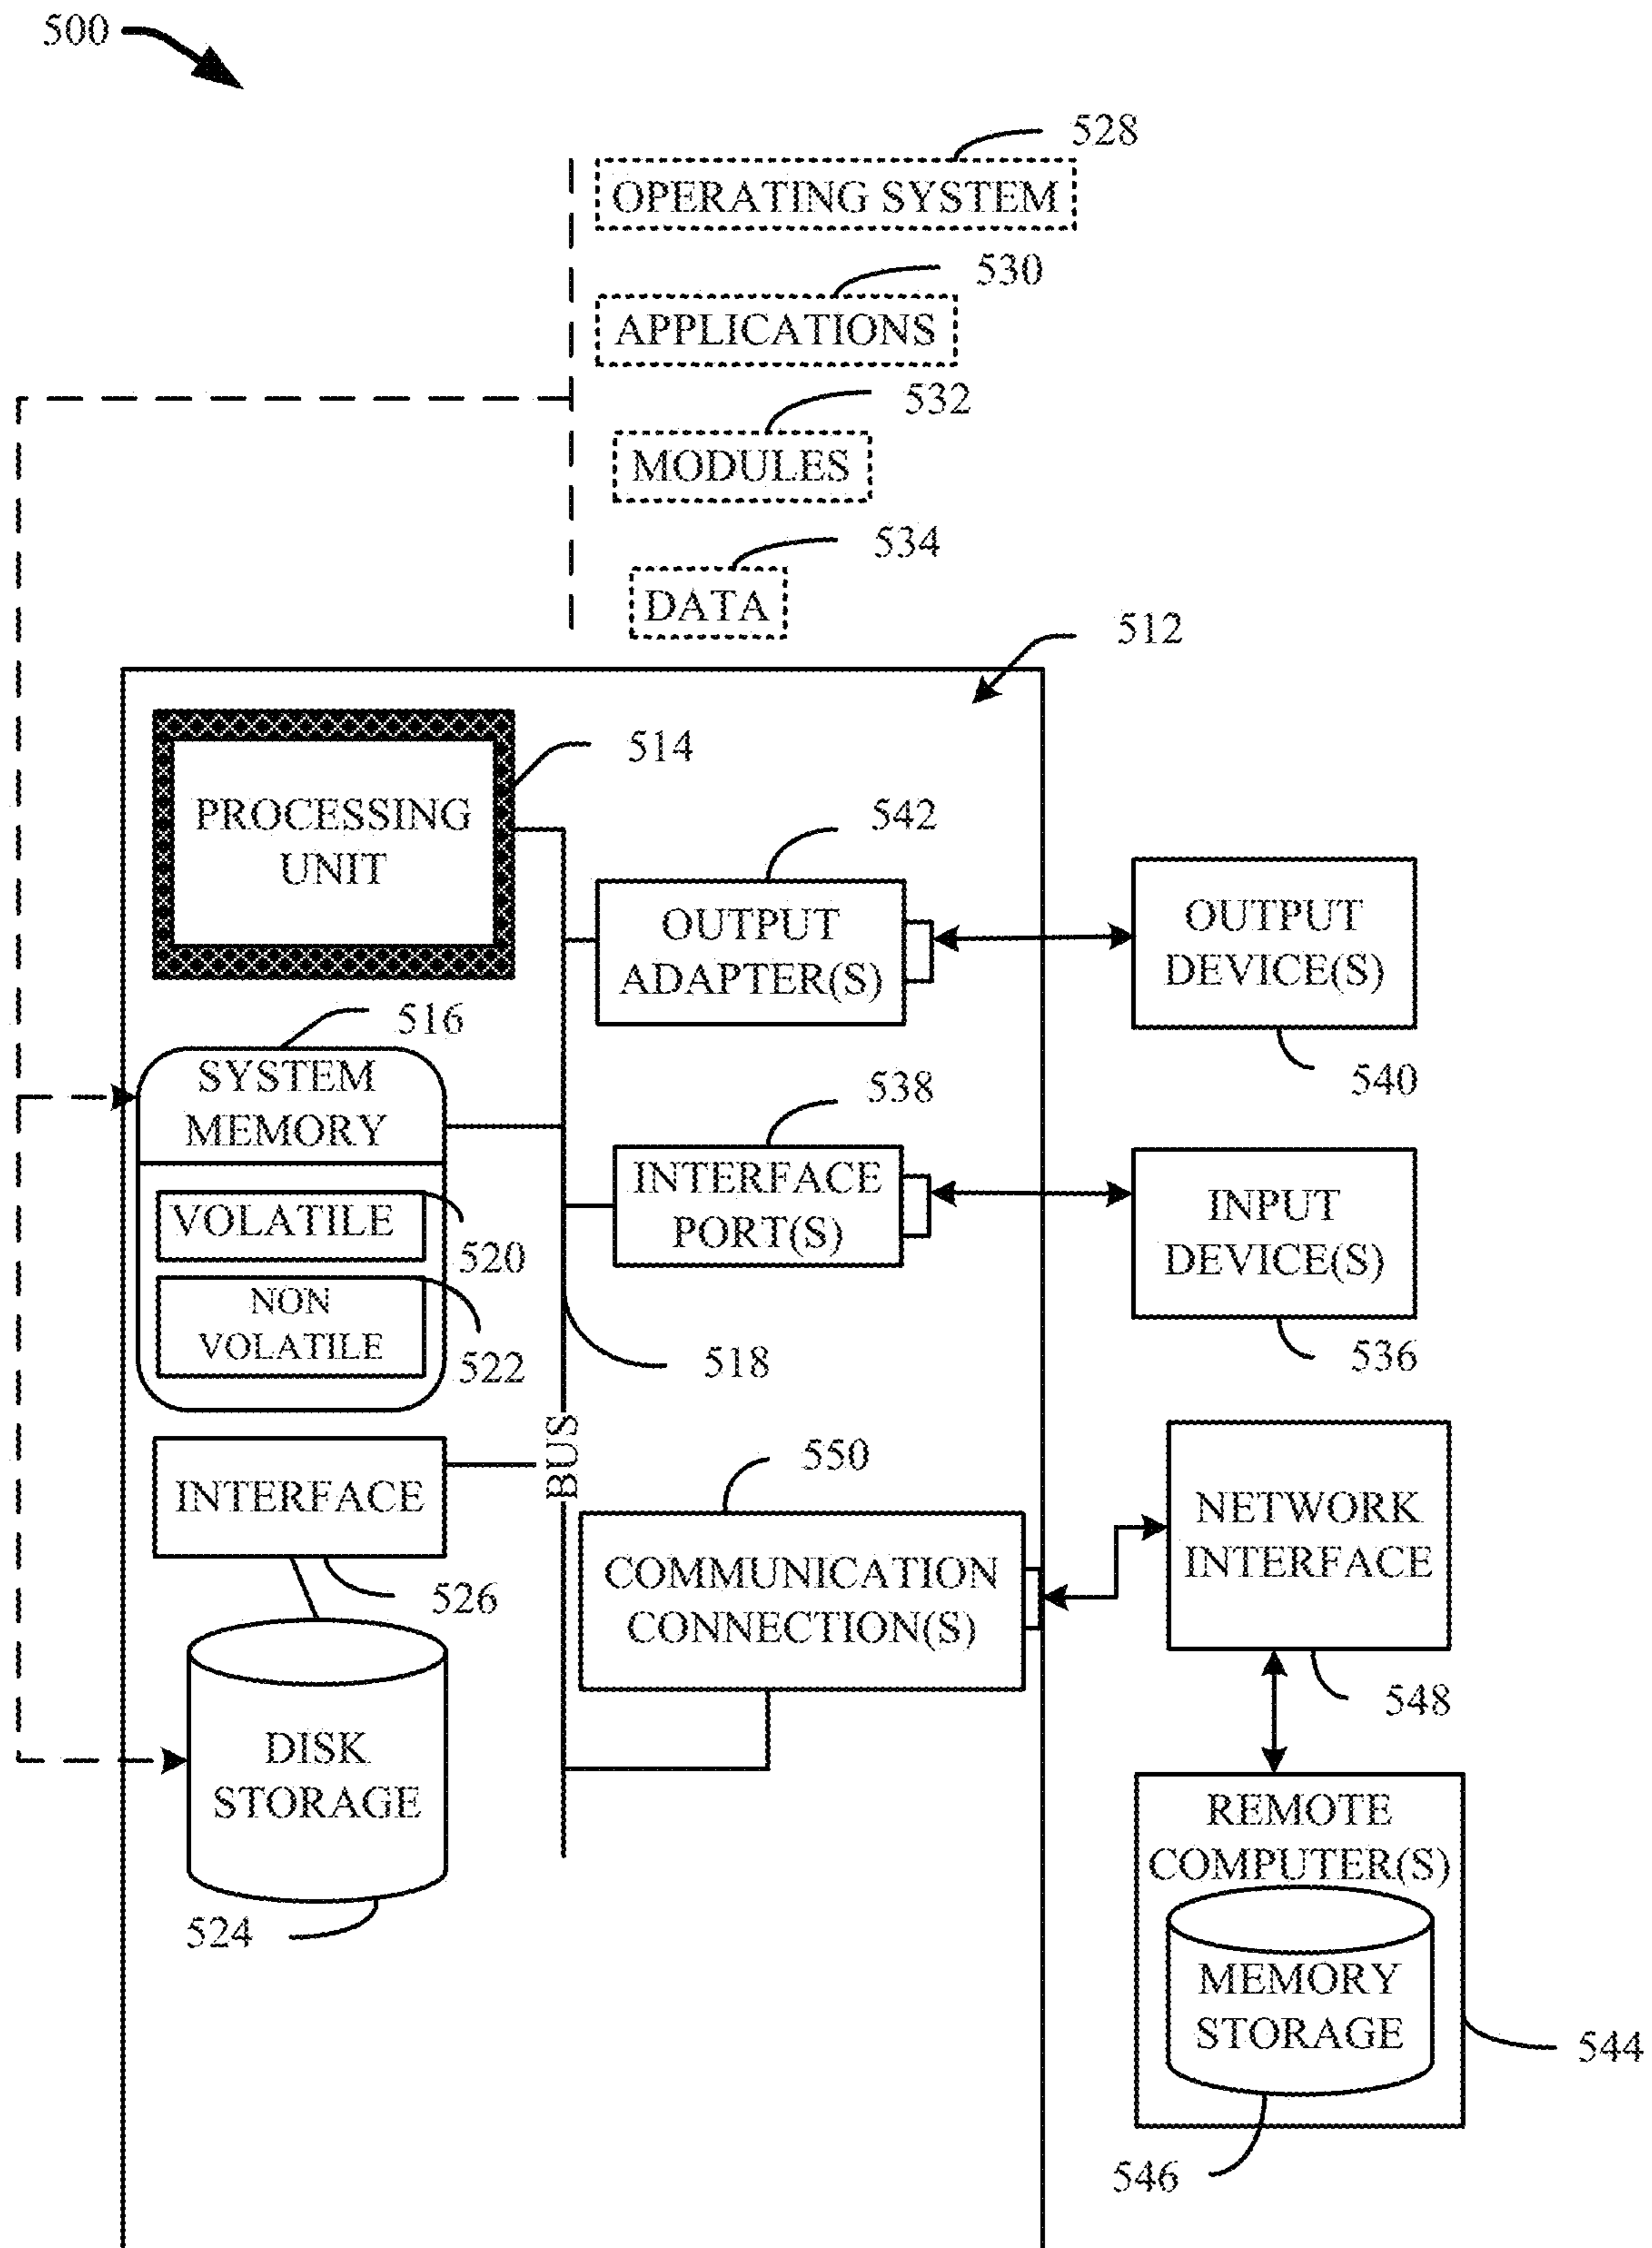 500
528
OPERATING SYSTEM
530
APPLICATIONS
532
MODULES
534
DATA
512
514
PROCESSING
UNIT
542
OUTPUT
ADAPTER(S)
OUTPUT
DEVICE(S)
540
516
SYSTEM
MEMORY
538
INTERFACE
PORT(S)
INPUT
DEVICE(S)
536
VOLATILE
520
NON
VOLATILE
522
518
BUS
INTERFACE
526
550
COMMUNICATION
CONNECTION(S)
NETWORK
INTERFACE
548
DISK
STORAGE
524
REMOTE
COMPUTER(S)
MEMORY
STORAGE
544
546